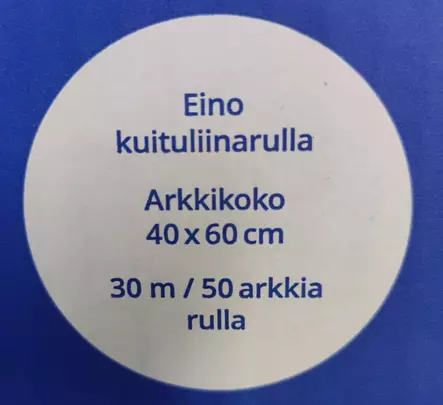 Eino
kuituliinarulla
Arkkikoko
40 x 60 cm
30 m / 50 arkkia
rulla